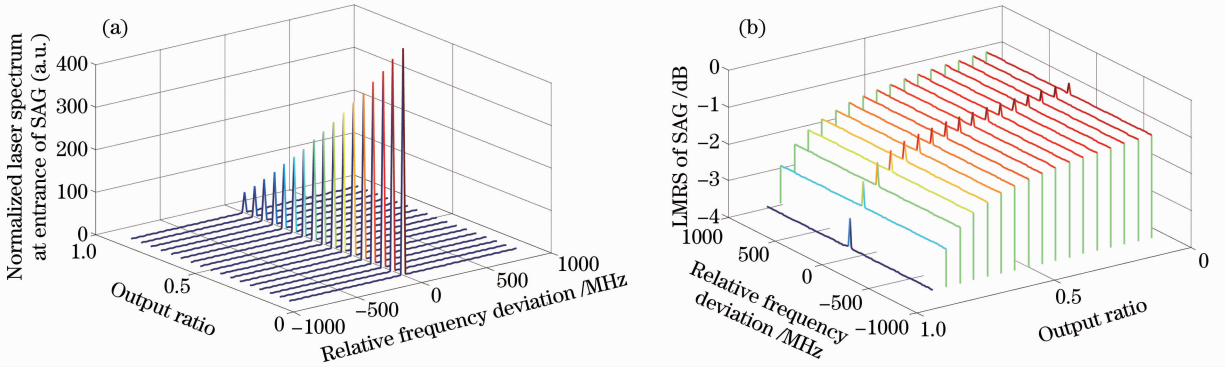 (a)
Normalized laser spectrum
at entrance of SAG (a.u.)
400
300
200
100
0
1.0
0.5
0
Output ratio
−1000
−500
0
500
1000
Relative frequency deviation /MHz
(b)
LMRS of SAG /dB
0
−1
−2
−3
−4
1000
500
0
−500
−1000
Relative frequency
deviation /MHz
1.0
0.5
0
Output ratio